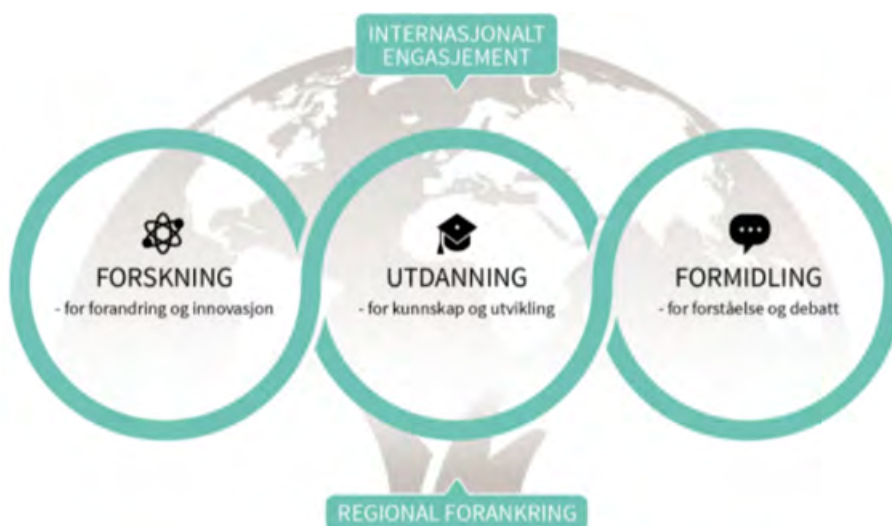 INTERNASJONALT
ENGASJEMENT
FORSKNING
- for forandring og innovasjon
UTDANNING
- for kunnskap og utvikling
FORMIDLING
- for forståelse og debatt
REGIONAL FORANKRING